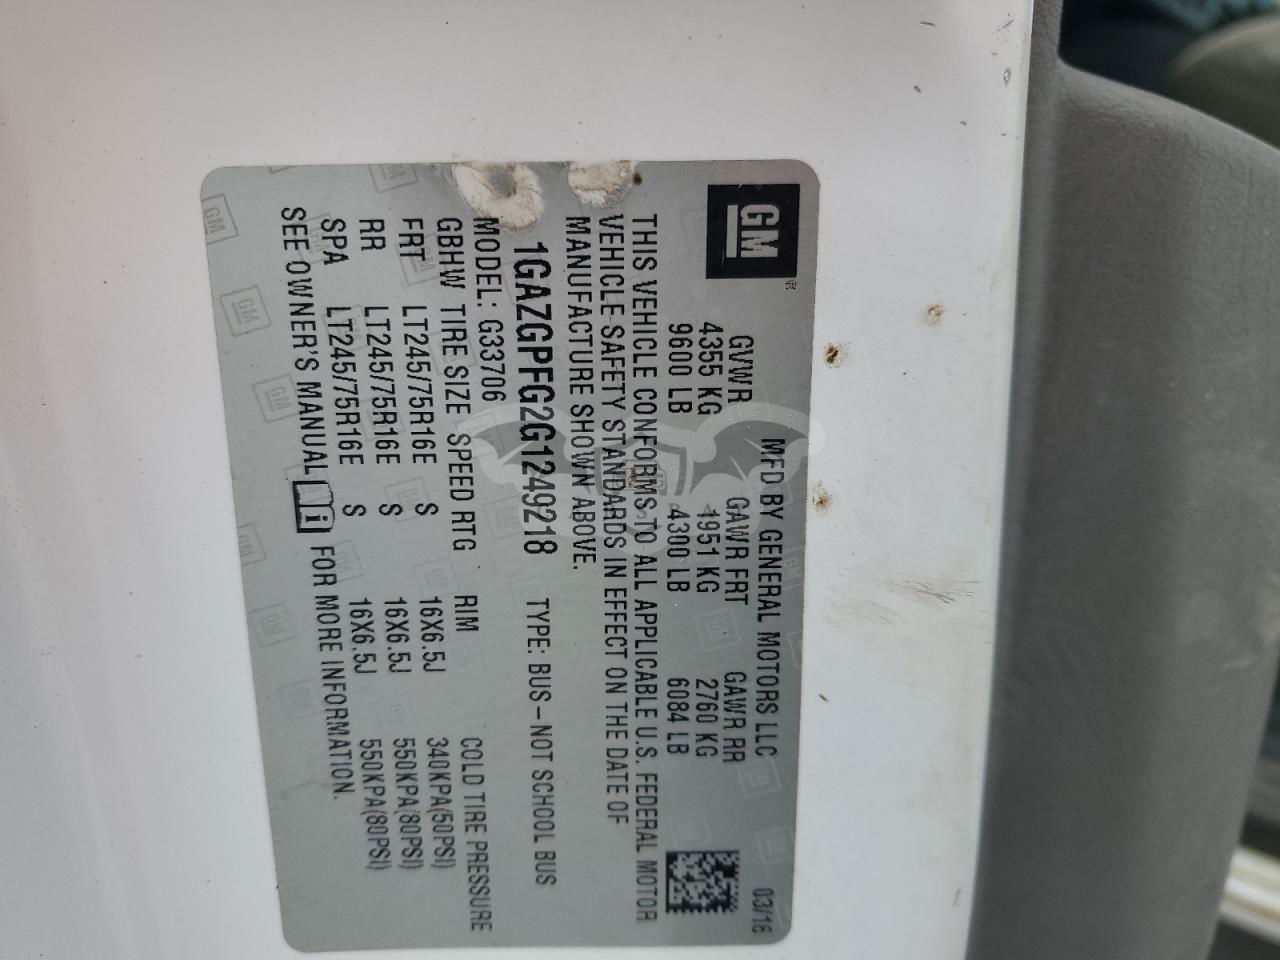 GM®
MFD BY GENERAL MOTORS LLC 03/16
GVWR GAWR FRT GAWR RR
4355 KG 1951 KG 2760 KG
9600 LB 4300 LB 6084 LB
THIS VEHICLE CONFORMS TO ALL APPLICABLE U.S. FEDERAL MOTOR
VEHICLE SAFETY STANDARDS IN EFFECT ON THE DATE OF
MANUFACTURE SHOWN ABOVE.
1GAZGPFG2G1249218 TYPE: BUS-NOT SCHOOL BUS
MODEL: G33706
GBHW TIRE SIZE SPEED RTG RIM COLD TIRE PRESSURE
FRT LT245/75R16E S 16X6.5J 340KPA(50PSI)
RR LT245/75R16E S 16X6.5J 550KPA(80PSI)
SPA LT245/75R16E S 16X6.5J 550KPA(80PSI)
SEE OWNER'S MANUAL i FOR MORE INFORMATION.